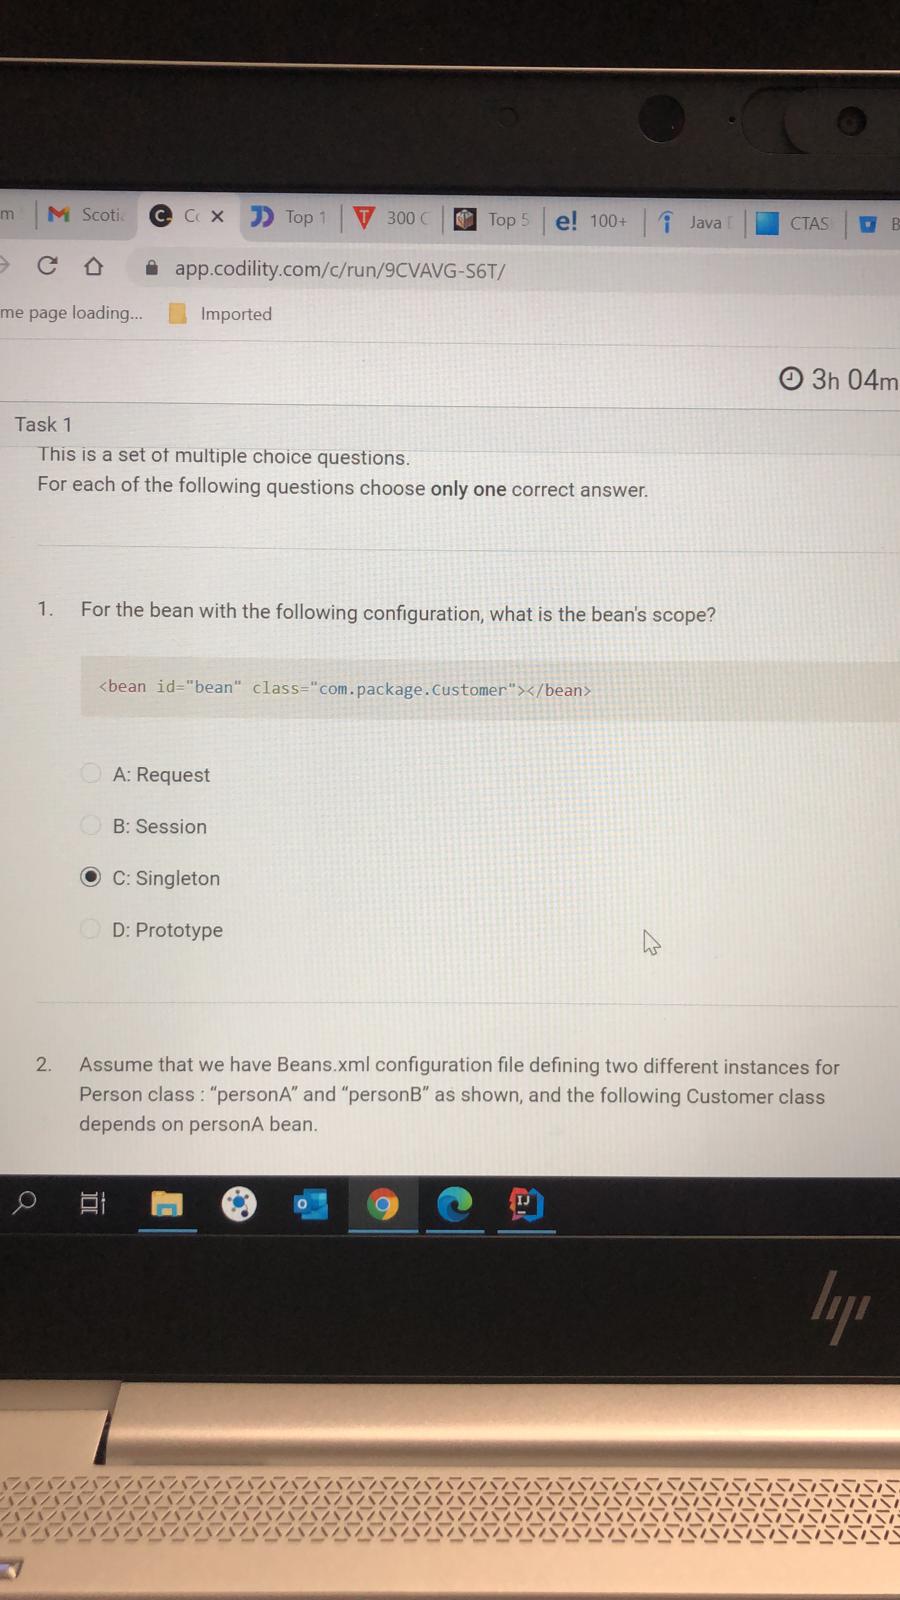 m
Scoti
C
Top 1
T
300 C
Top 5
e!
100+
Java
CTAS
B
app.codility.com/c/run/9CVAVG-S6T/
me page loading...
Imported
3h 04m
Task 1
This is a set of multiple choice questions.
For each of the following questions choose only one correct answer.
1. For the bean with the following configuration, what is the bean's scope?
<bean id="bean" class="com.package.Customer"></bean>
A: Request
B: Session
C: Singleton
D: Prototype
2. Assume that we have Beans.xml configuration file defining two different instances for
Person class : “personA” and “personB” as shown, and the following Customer class
depends on personA bean.
IJ
hp